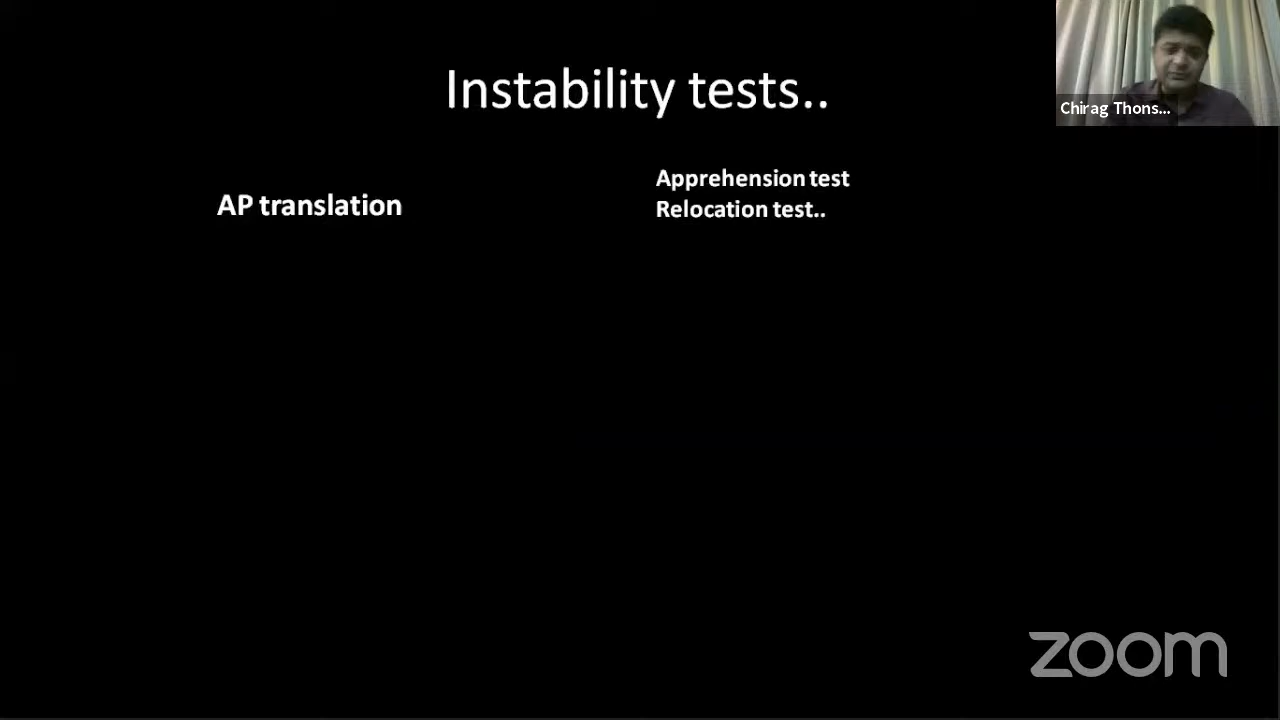 Instability tests..
Chirag Thons...
AP translation
Apprehension test
Relocation test..
zoom